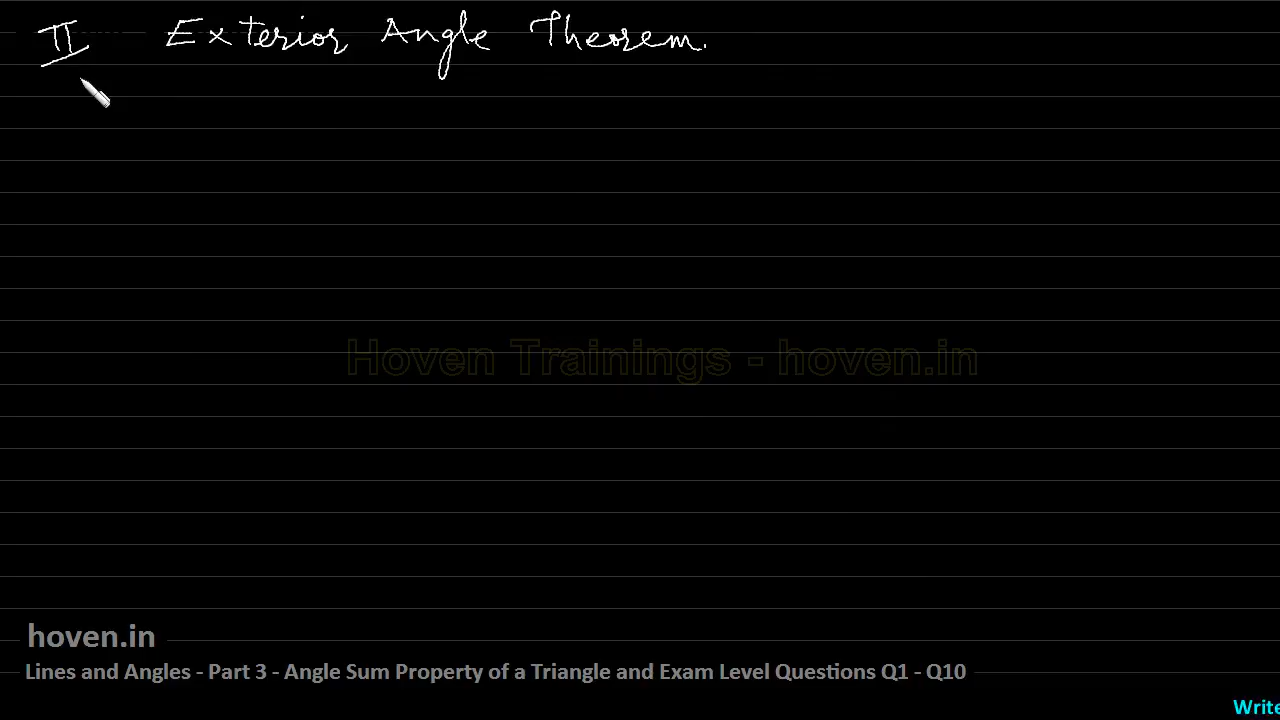 II Exterior Angle Theorem.
Hoven Trainings - hoven.in
hoven.in
Lines and Angles - Part 3 - Angle Sum Property of a Triangle and Exam Level Questions Q1 - Q10
Write